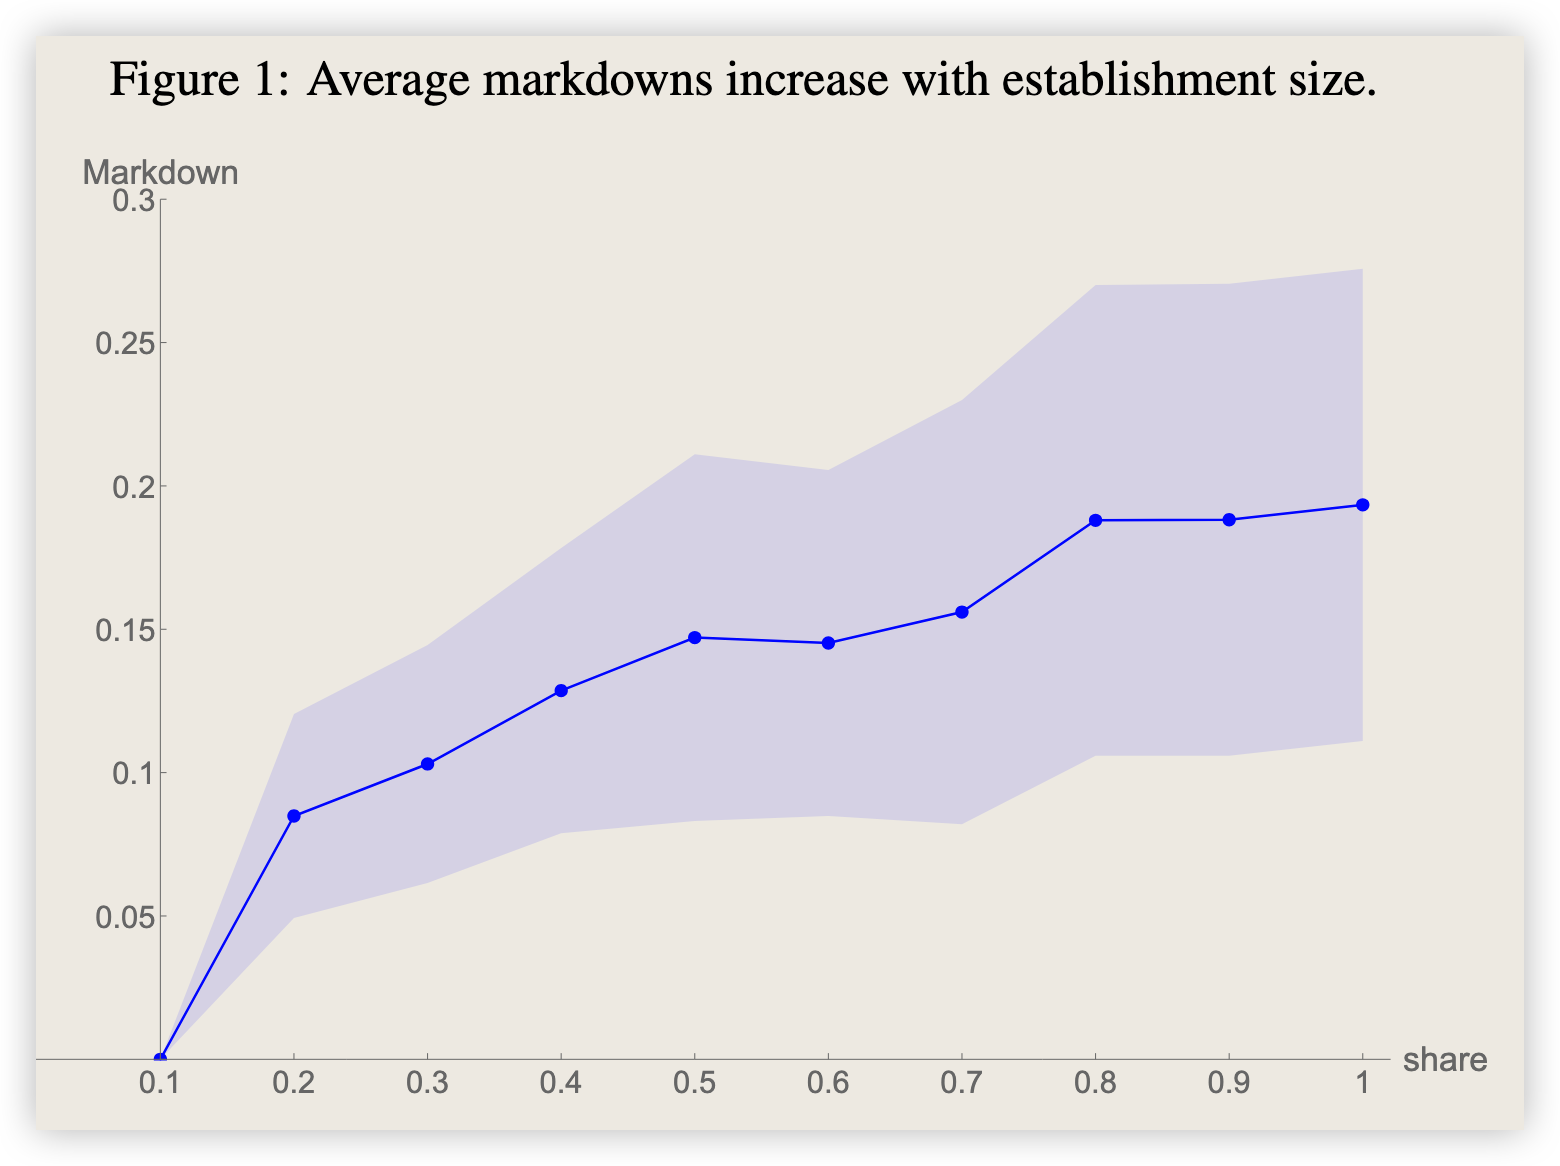 Figure 1: Average markdowns increase with establishment size.
Markdown
0.3
0.25
0.2
0.15
0.1
0.05
share
0.1 0.2 0.3 0.4 0.5 0.6 0.7 0.8 0.9 1